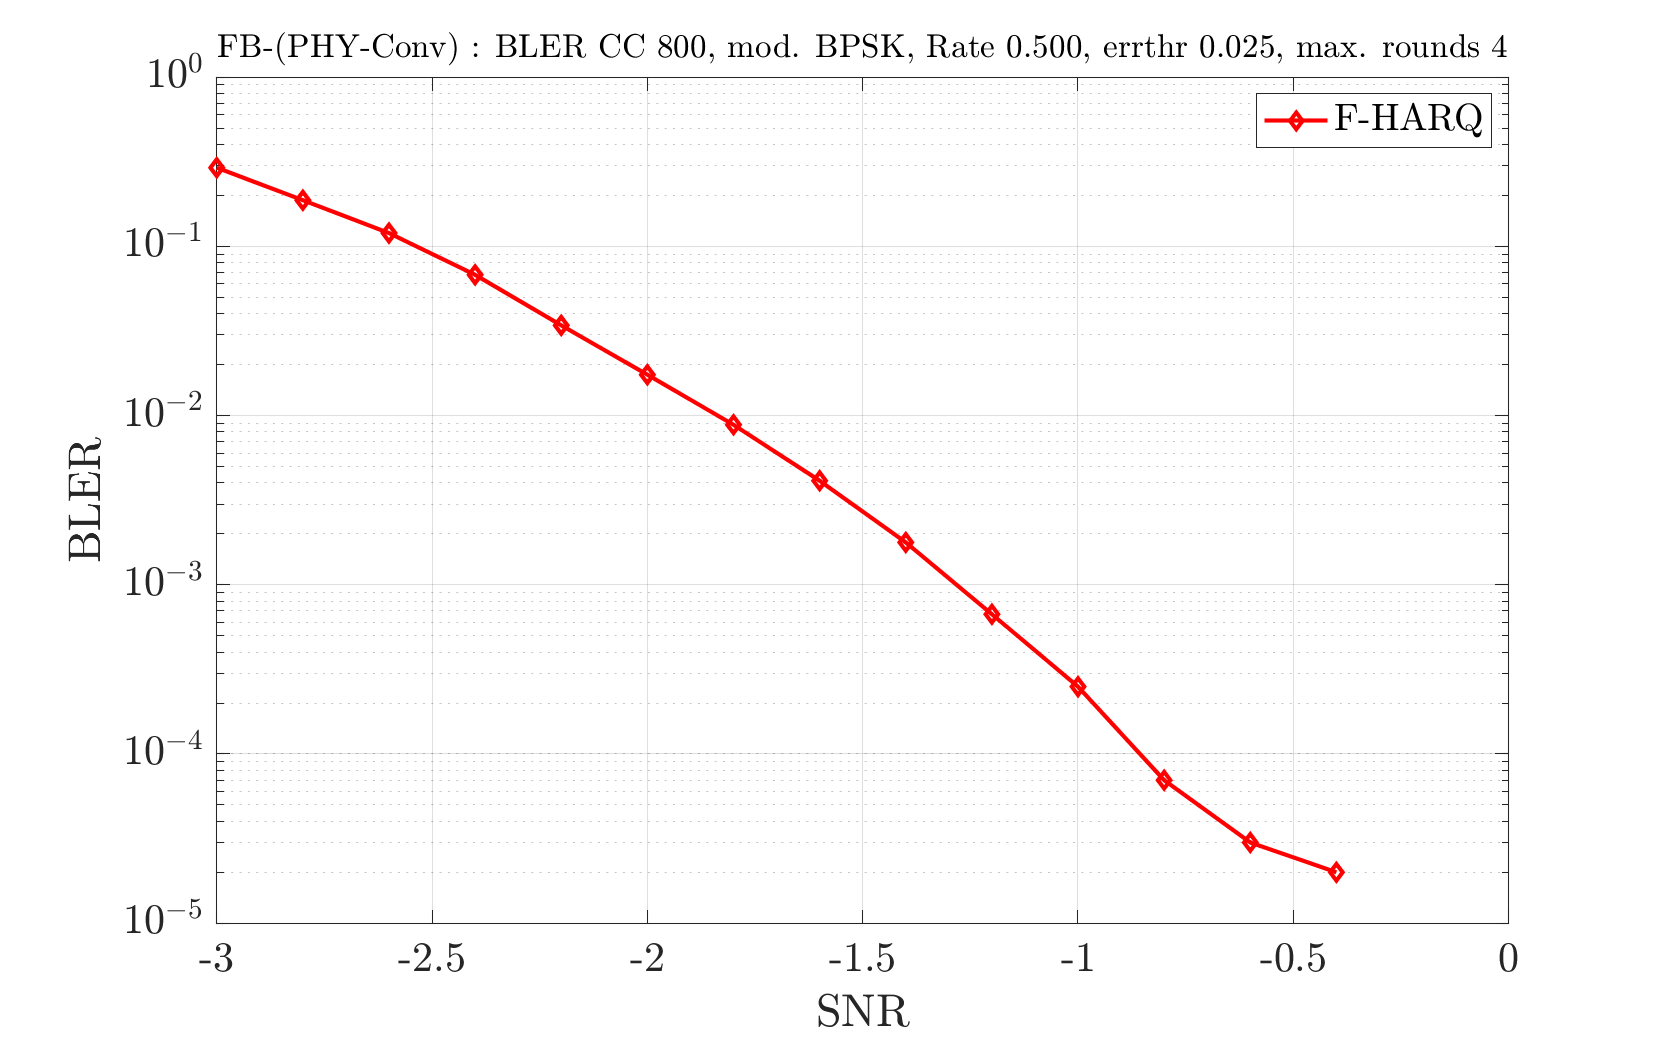 FB-(PHY-Conv) : BLER CC 800, mod. BPSK, Rate 0.500, errthr 0.025, max. rounds 4
10⁰
F-HARQ
10⁻¹
10⁻²
BLER
10⁻³
10⁻⁴
10⁻⁵
-3 -2.5 -2 -1.5 -1 -0.5 0
SNR